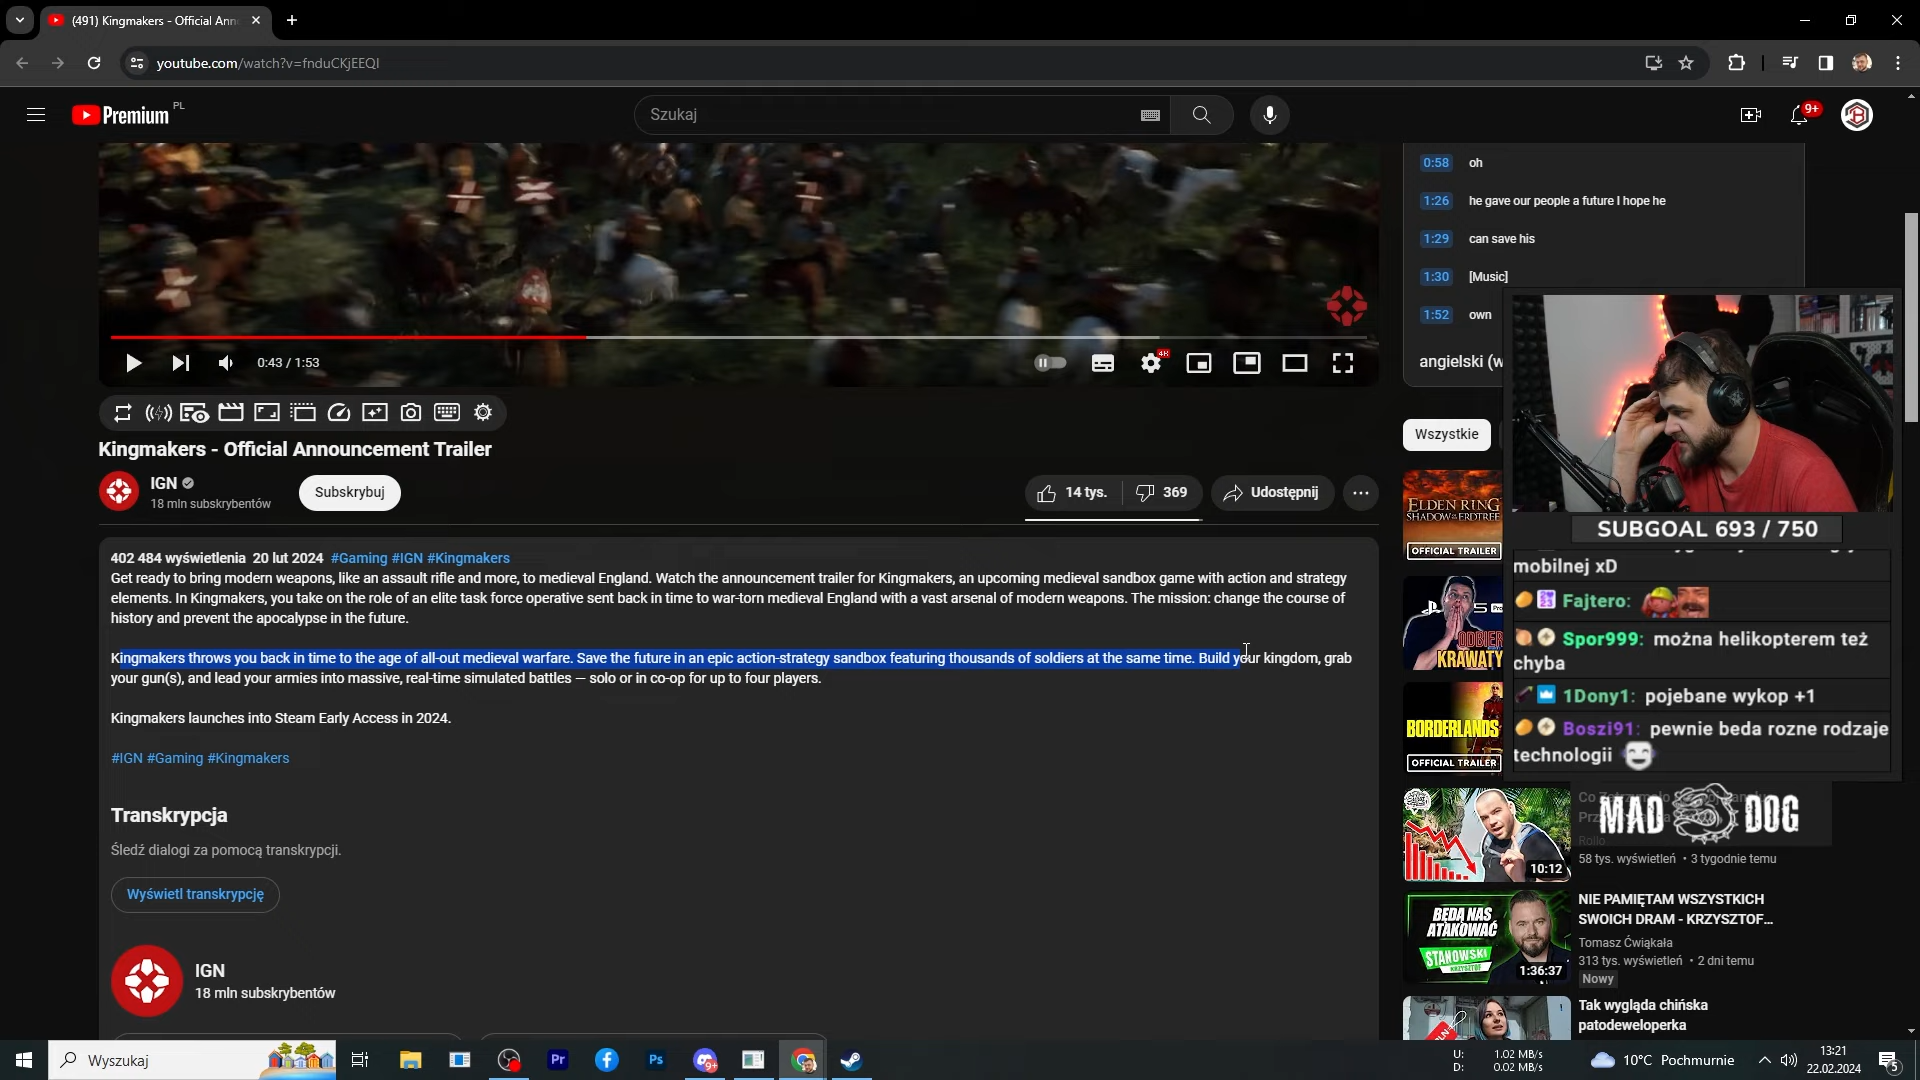 (491) Kingmakers - Official Ann
youtube.com/watch?v=fnduCKjEEQI
Premium PL
Szukaj
9+
0:58 oh
1:26 he gave our people a future I hope he
1:29 can save his
1:30 [Music]
1:52 own
angielski (w
0:43 / 1:53
4K
Kingmakers - Official Announcement Trailer
IGN
18 mln subskrybentów
Subskrybuj
14 tys.
369
Udostępnij
402 484 wyświetlenia 20 lut 2024 #Gaming #IGN #Kingmakers
Get ready to bring modern weapons, like an assault rifle and more, to medieval England. Watch the announcement trailer for Kingmakers, an upcoming medieval sandbox game with action and strategy
elements. In Kingmakers, you take on the role of an elite task force operative sent back in time to war-torn medieval England with a vast arsenal of modern weapons. The mission: change the course of
history and prevent the apocalypse in the future.
Kingmakers throws you back in time to the age of all-out medieval warfare. Save the future in an epic action-strategy sandbox featuring thousands of soldiers at the same time. Build your kingdom, grab
your gun(s), and lead your armies into massive, real-time simulated battles — solo or in co-op for up to four players.
Kingmakers launches into Steam Early Access in 2024.
#IGN #Gaming #Kingmakers
Transkrypcja
Śledź dialogi za pomocą transkrypcji.
Wyświetl transkrypcję
IGN
18 mln subskrybentów
Wszystkie
ELDEN RING
SHADOW OF THE ERDTREE
OFFICIAL TRAILER
ODBIER
KRAWATY
BORDERLANDS
OFFICIAL TRAILER
SUBGOAL 693 / 750
mobilnej xD
Fajtero:
Spor999: można helikopterem też
chyba
1Dony1: pojebane wykop +1
Boszi91: pewnie beda rozne rodzaje
technologii
MAD DOG
Rollo
58 tys. wyświetleń • 3 tygodnie temu
10:12
BĘDĄ NAS
ATAKOWAĆ
STANOWSKI
KRZYSZTOF
1:36:37
NIE PAMIĘTAM WSZYSTKICH
SWOICH DRAM - KRZYSZTOF...
Tomasz Ćwiąkała
313 tys. wyświetleń • 2 dni temu
Nowy
Tak wygląda chińska
patodeweloperka
Wyszukaj
Pr
Ps
9+
U: 1.02 MB/s
D: 0.02 MB/s
10°C Pochmurnie
13:21
22.02.2024
5